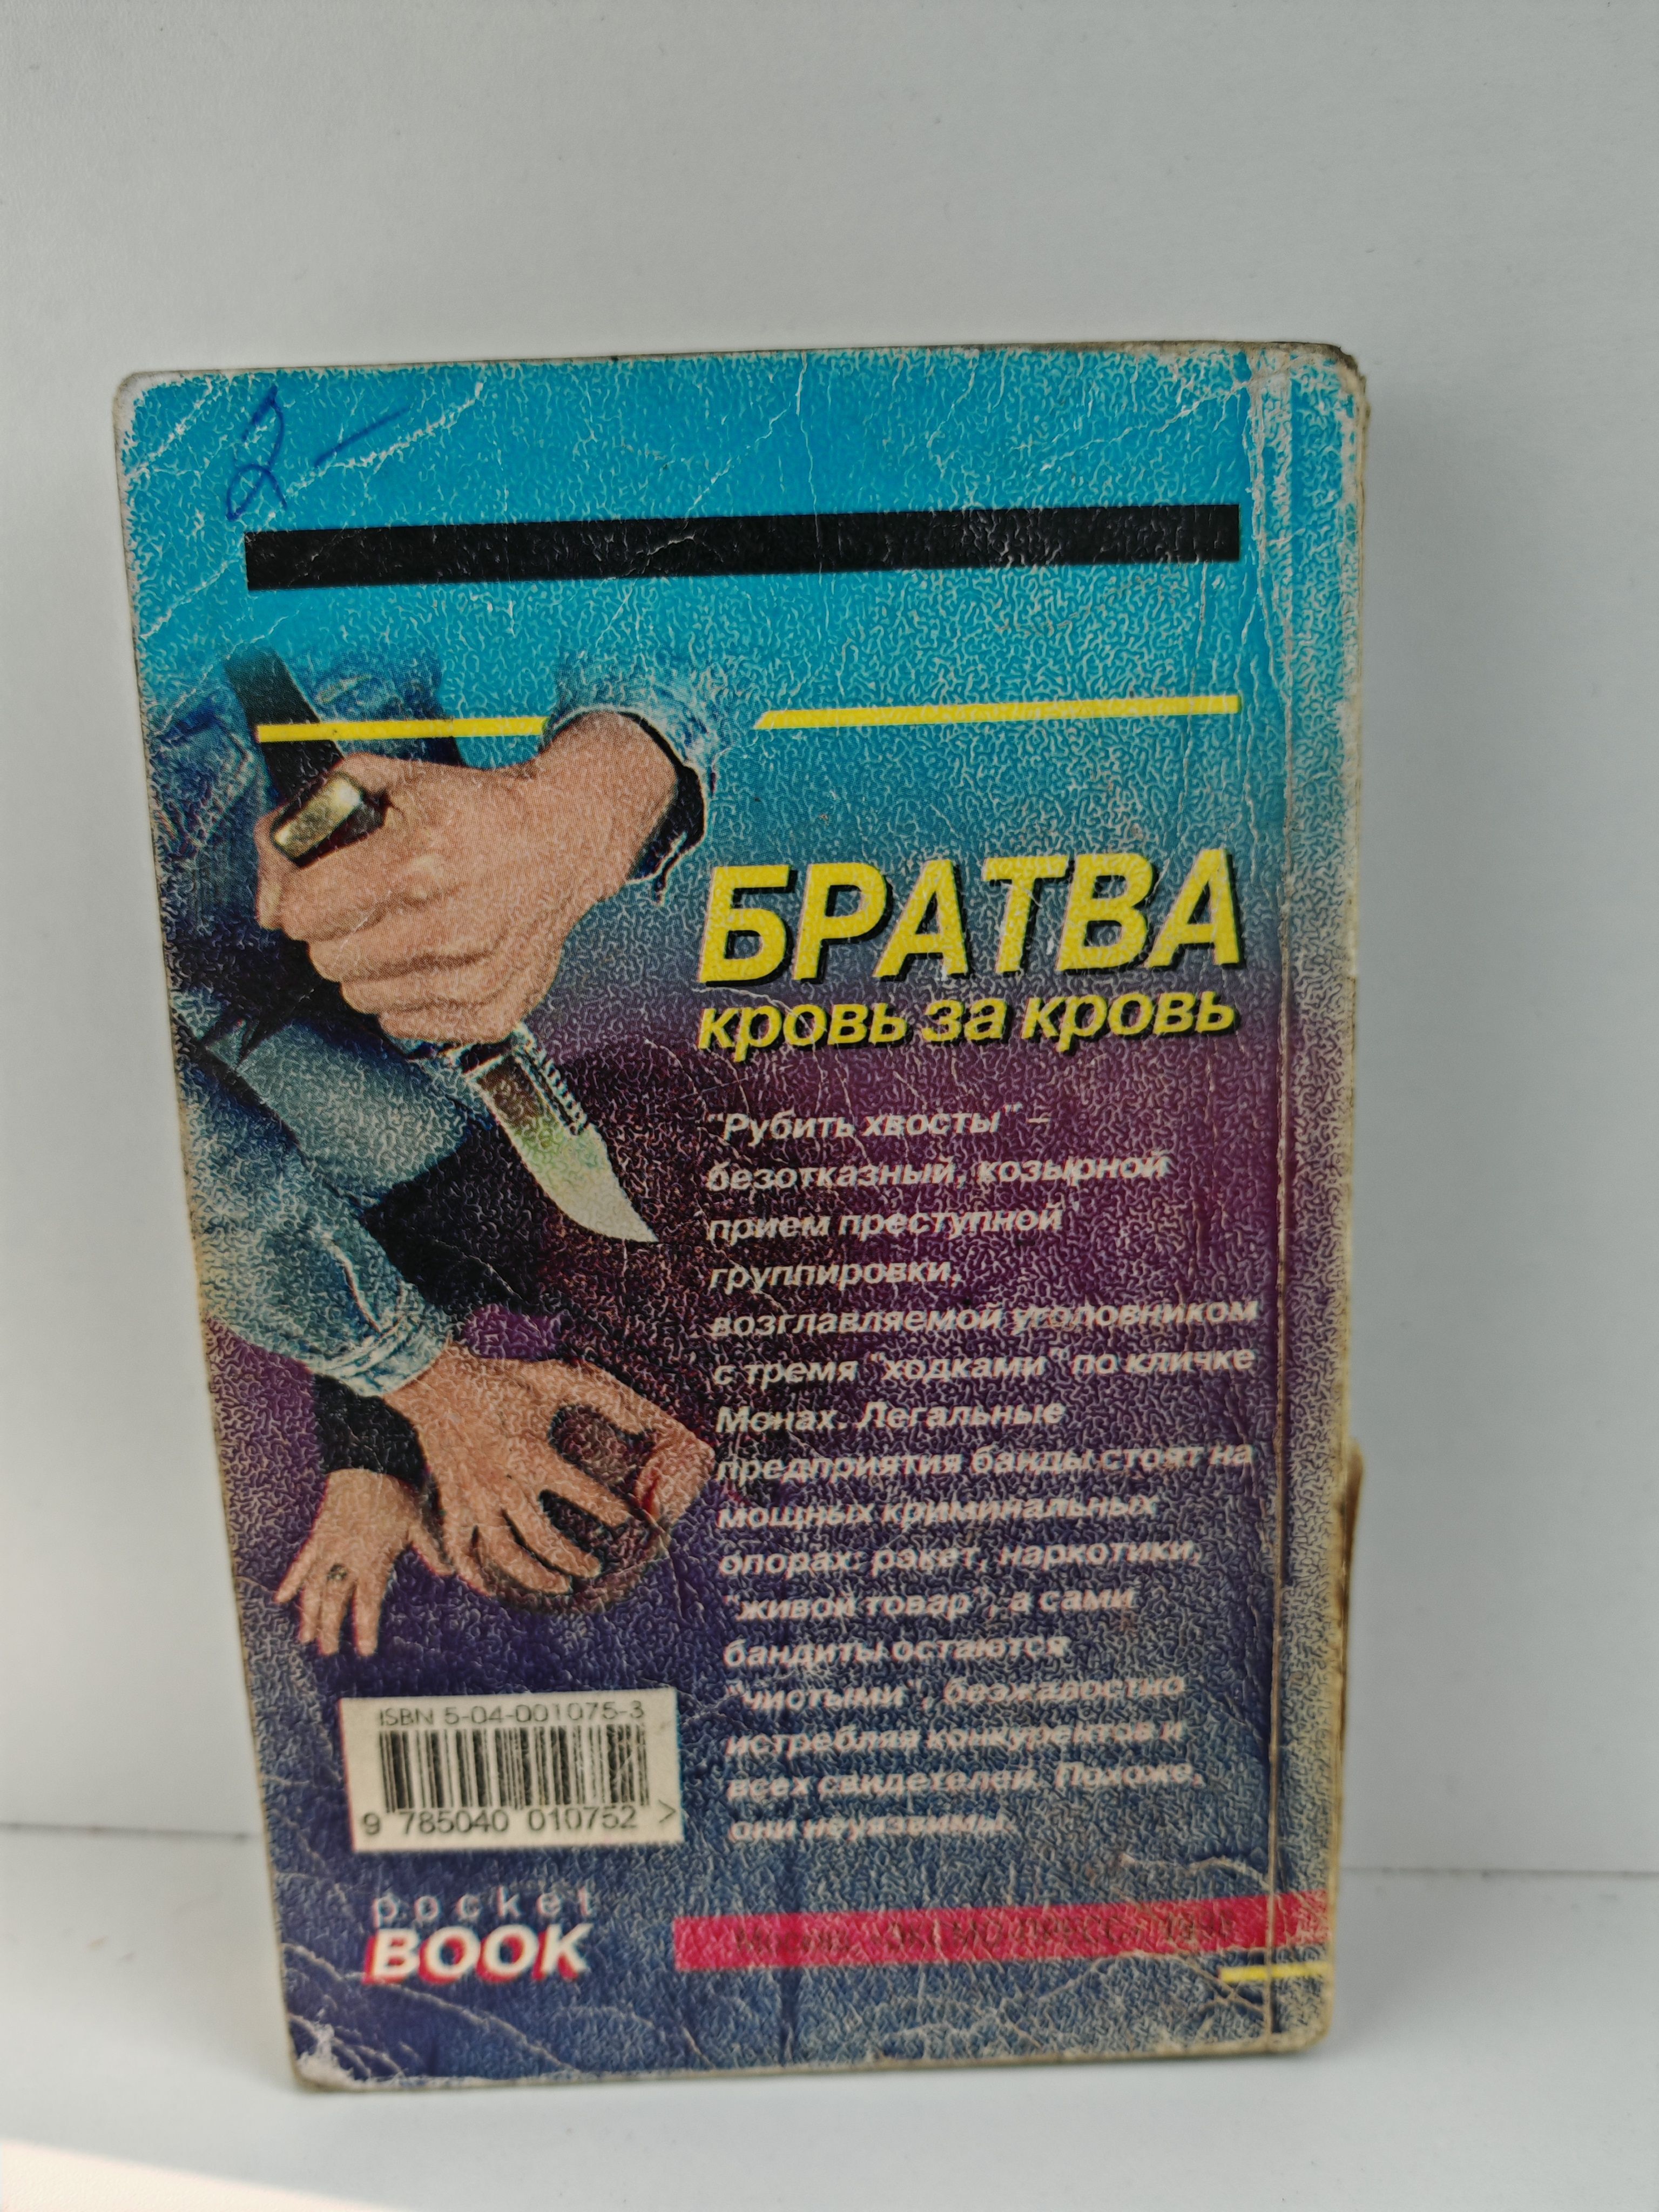 2-
БРАТВА
кровь за кровь
"Рубить хвосты" –
безотказный, козырной
прием преступной
группировки,
возглавляемой уголовником
с тремя "ходками" по кличке
Монах. Легальные
предприятия банды стоят на
мощных криминальных
опорах: рэкет, наркотики,
"живой товар", а сами
бандиты остаются
"чистыми", безжалостно
истребляя конкурентов и
всех свидетелей. Похоже,
они неуязвимы.
ISBN 5-04-001075-3
9 785040 010752 >
pocket
BOOK